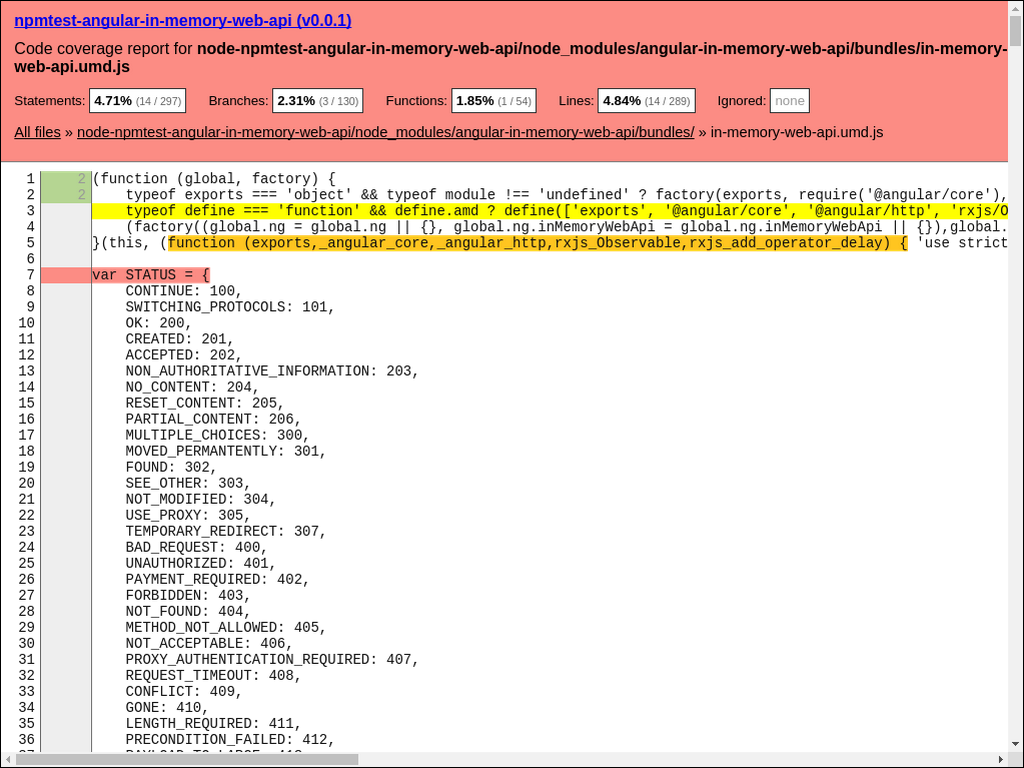 npmtest-angular-in-memory-web-api (v0.0.1)
Code coverage report for node-npmtest-angular-in-memory-web-api/node_modules/angular-in-memory-web-api/bundles/in-memory-
web-api.umd.js
Statements: 4.71% (14 / 297) Branches: 2.31% (3 / 130) Functions: 1.85% (1 / 54) Lines: 4.84% (14 / 289) Ignored: none
All files » node-npmtest-angular-in-memory-web-api/node_modules/angular-in-memory-web-api/bundles/ » in-memory-web-api.umd.js
1 2 (function (global, factory) {
2 2     typeof exports === 'object' && typeof module !== 'undefined' ? factory(exports, require('@angular/core'),
3     typeof define === 'function' && define.amd ? define(['exports', '@angular/core', '@angular/http', 'rxjs/O
4     (factory((global.ng = global.ng || {}, global.ng.inMemoryWebApi = global.ng.inMemoryWebApi || {}),global.
5 }(this, (function (exports,_angular_core,_angular_http,rxjs_Observable,rxjs_add_operator_delay) { 'use strict
6
7 var STATUS = {
8     CONTINUE: 100,
9     SWITCHING_PROTOCOLS: 101,
10     OK: 200,
11     CREATED: 201,
12     ACCEPTED: 202,
13     NON_AUTHORITATIVE_INFORMATION: 203,
14     NO_CONTENT: 204,
15     RESET_CONTENT: 205,
16     PARTIAL_CONTENT: 206,
17     MULTIPLE_CHOICES: 300,
18     MOVED_PERMANTENTLY: 301,
19     FOUND: 302,
20     SEE_OTHER: 303,
21     NOT_MODIFIED: 304,
22     USE_PROXY: 305,
23     TEMPORARY_REDIRECT: 307,
24     BAD_REQUEST: 400,
25     UNAUTHORIZED: 401,
26     PAYMENT_REQUIRED: 402,
27     FORBIDDEN: 403,
28     NOT_FOUND: 404,
29     METHOD_NOT_ALLOWED: 405,
30     NOT_ACCEPTABLE: 406,
31     PROXY_AUTHENTICATION_REQUIRED: 407,
32     REQUEST_TIMEOUT: 408,
33     CONFLICT: 409,
34     GONE: 410,
35     LENGTH_REQUIRED: 411,
36     PRECONDITION_FAILED: 412,